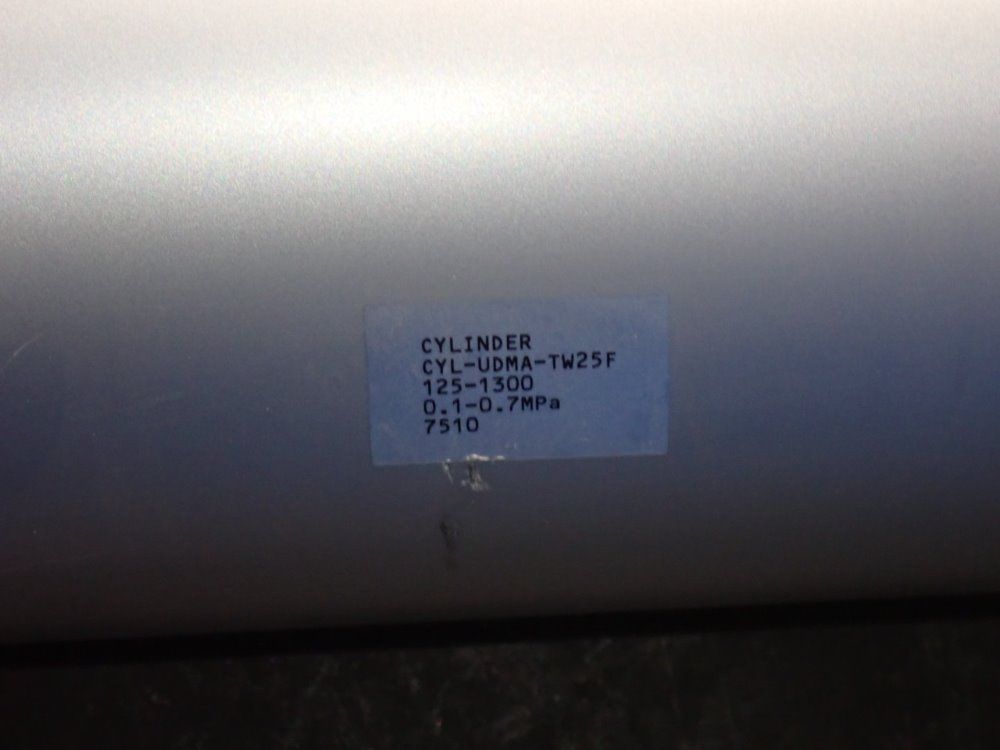 CYLINDER
CYL-UDMA-TW25F
125-1300
0.1-0.7MPa
7510